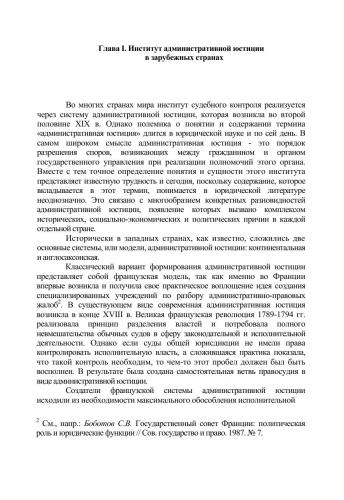 Глава I. Институт административной юстиции
в зарубежных странах
Во многих странах мира институт судебного контроля реализуется
через систему административной юстиции, которая возникла во второй
половине XIX в. Однако полемика о понятии и содержании термина
«административная юстиция» длится в юридической науке и по сей день. В
самом широком смысле административная юстиция - это порядок
разрешения споров, возникающих между гражданином и органом
государственного управления при реализации полномочий этого органа.
Вместе с тем точное определение понятия и сущности этого института
представляет известную трудность и сегодня, поскольку содержание, которое
вкладывается в этот термин, понимается в юридической литературе
неоднозначно. Это связано с многообразием конкретных разновидностей
административной юстиции, появление которых вызвано комплексом
исторических, социально-экономических и политических причин в каждой
отдельной стране.
Исторически в западных странах, как известно, сложились две
основные системы, или модели, административной юстиции: континентальная
и англосаксонская.
Классический вариант формирования административной юстиции
представляет собой французская модель, так как именно во Франции
впервые возникла и получила свое практическое воплощение идея создания
специализированных учреждений по разбору административно-правовых
жалоб2. В существующем виде современная административная юстиция
возникла в конце XVIII в. Великая французская революция 1789-1794 гг.
реализовала принцип разделения властей и потребовала полного
невмешательства обычных судов в сферу законодательной и исполнительной
деятельности. Однако если суды общей юрисдикции не имели права
контролировать исполнительную власть, а сложившаяся практика показала,
что такой контроль необходим, то чем-то этот пробел должен был быть
восполнен. В результате была создана самостоятельная ветвь правосудия в
виде административной юстиции.
Создатели французской системы административной юстиции
исходили из необходимости максимального обособления исполнительной
2 См., напр.: Боботов С.В. Государственный совет Франции: политическая
роль и юридические функции // Сов. государство и право. 1987. № 7.